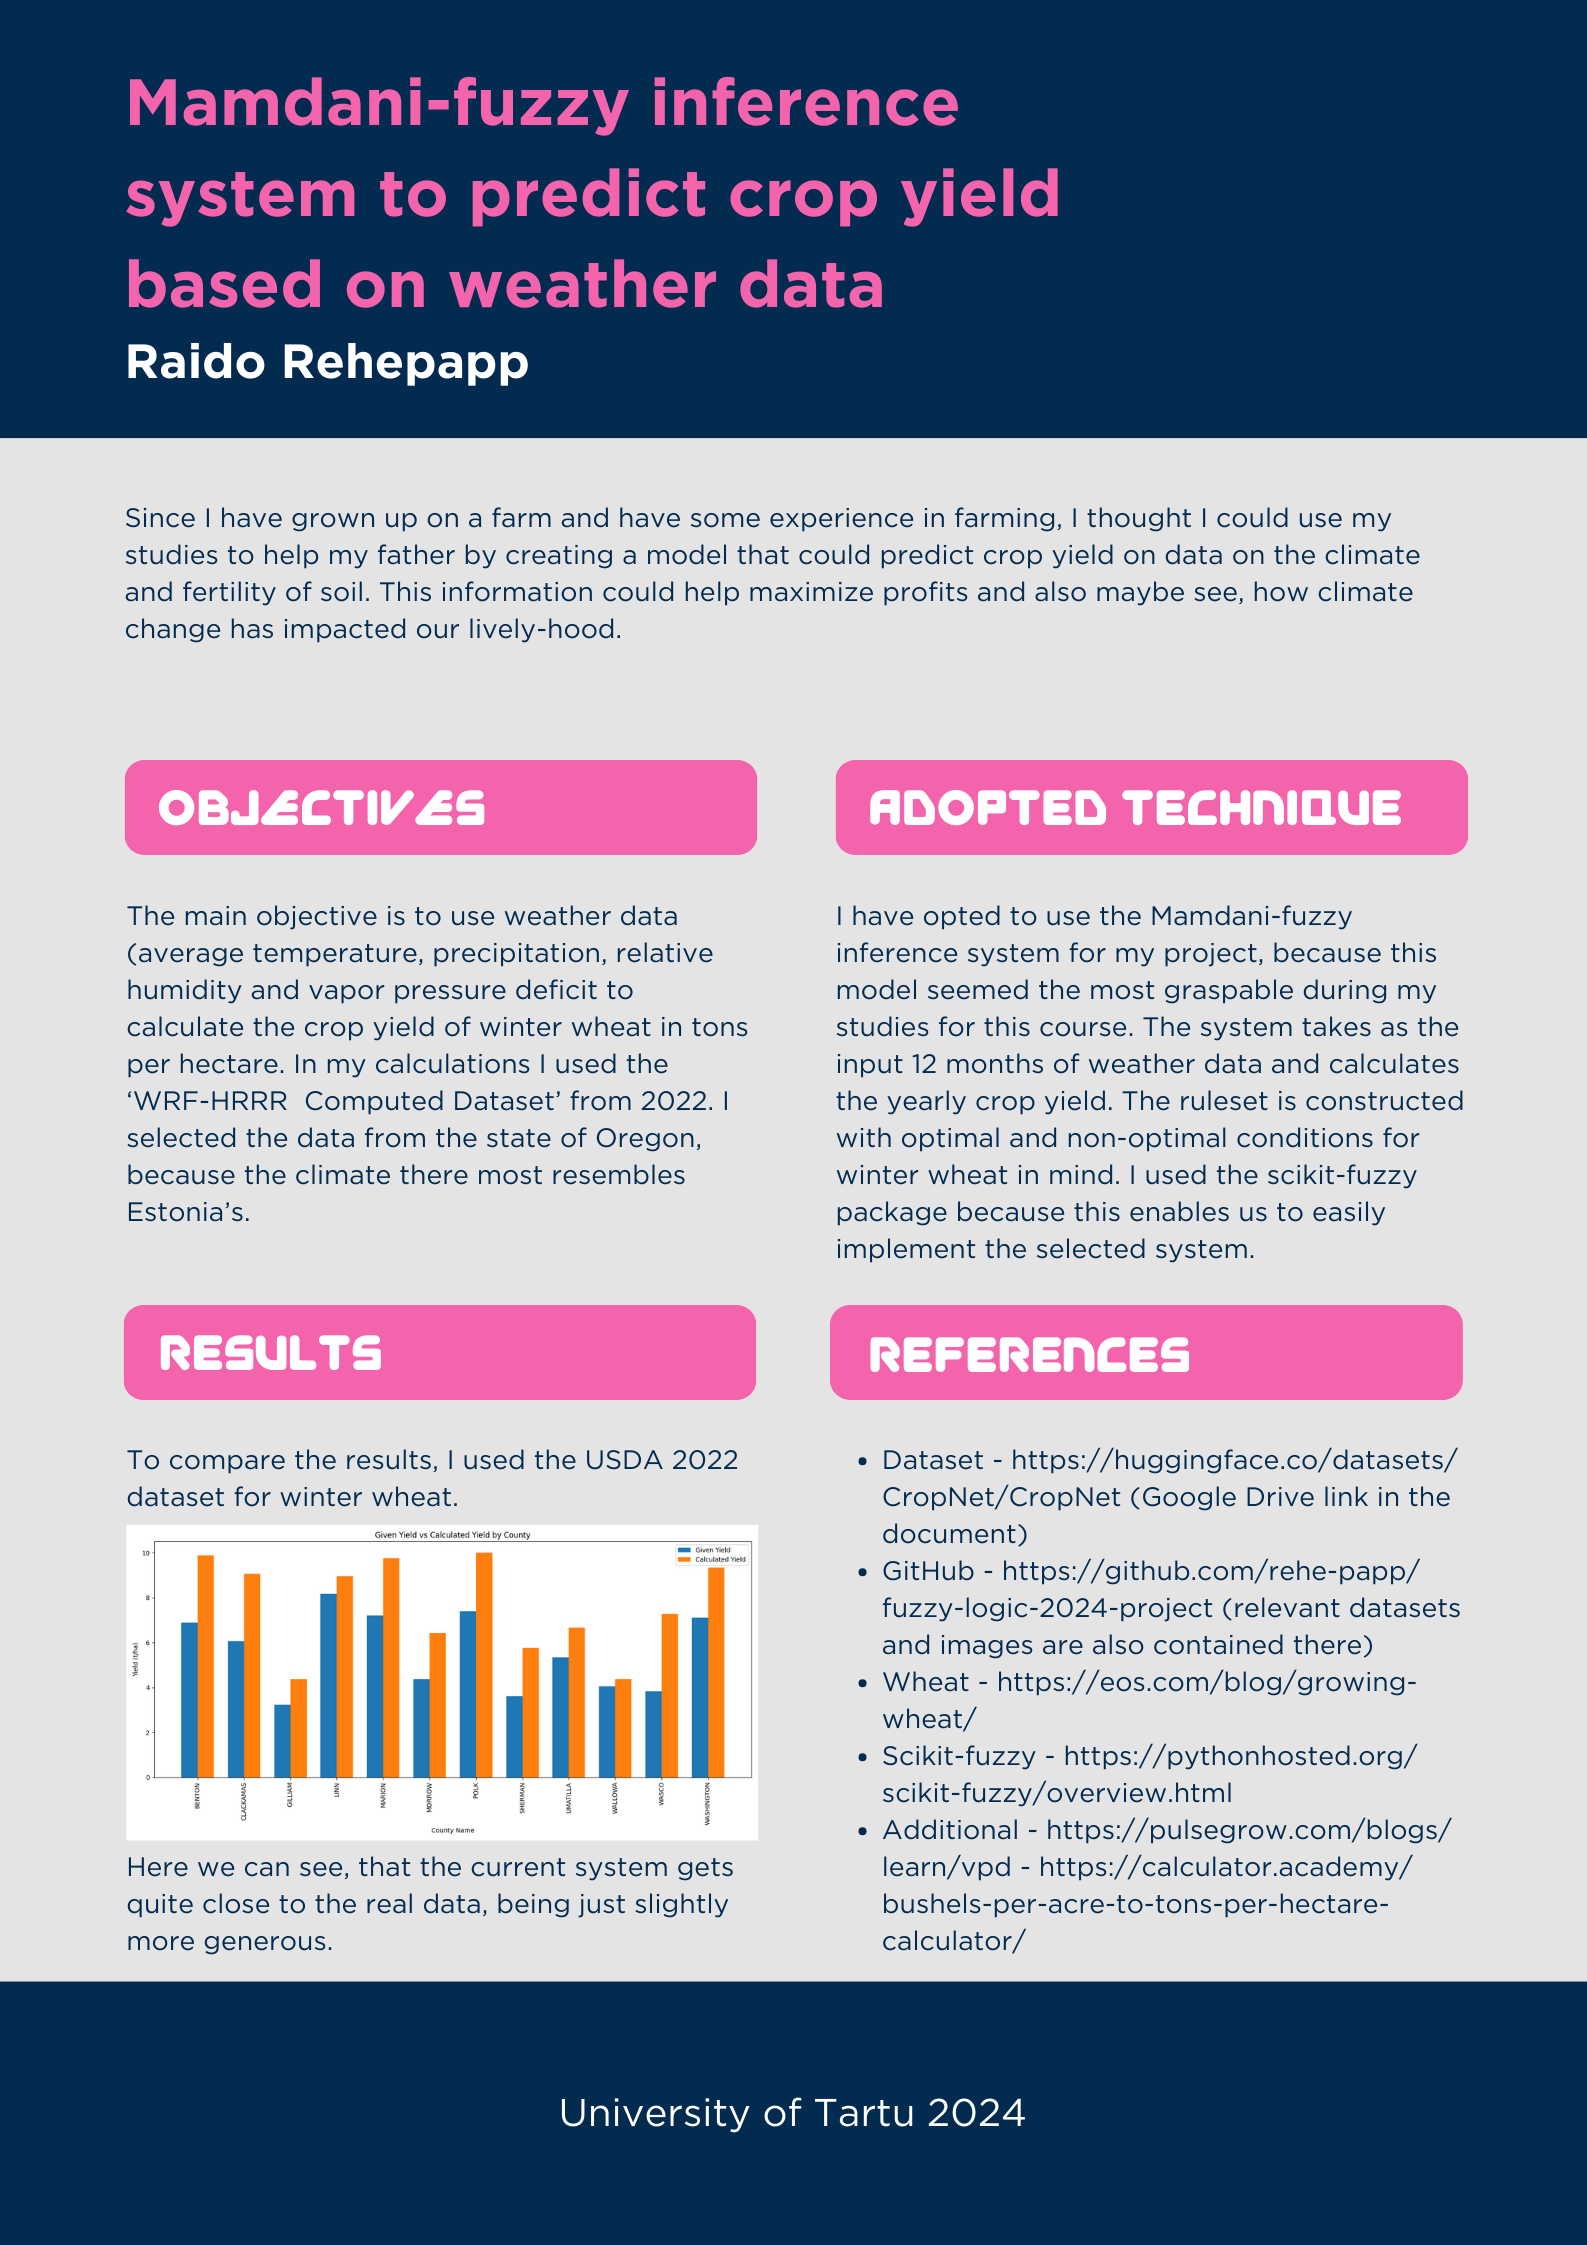 Mamdani-fuzzy inference
system to predict crop yield
based on weather data
Raido Rehepapp
Since I have grown up on a farm and have some experience in farming, I thought I could use my
studies to help my father by creating a model that could predict crop yield on data on the climate
and fertility of soil. This information could help maximize profits and also maybe see, how climate
change has impacted our lively-hood.
OBJECTIVES
The main objective is to use weather data
(average temperature, precipitation, relative
humidity and vapor pressure deficit to
calculate the crop yield of winter wheat in tons
per hectare. In my calculations I used the
‘WRF-HRRR  Computed Dataset’ from 2022. I
selected the data from the state of Oregon,
because the climate there most resembles
Estonia’s.
ADOPTED TECHNIQUE
I have opted to use the Mamdani-fuzzy
inference system for my project, because this
model seemed the most graspable during my
studies for this course. The system takes as the
input 12 months of weather data and calculates
the yearly crop yield. The ruleset is constructed
with optimal and non-optimal conditions for
winter wheat in mind. I used the scikit-fuzzy
package because this enables us to easily
implement the selected system.
RESULTS
To compare the results, I used the USDA 2022
dataset for winter wheat.
Given Yield vs Calculated Yield by County
Given Yield
Calculated Yield
Yield (t/ha)
10
8
6
4
2
0
BENTON
CLACKAMAS
GILLIAM
LINN
MARION
MORROW
POLK
SHERMAN
UMATILLA
WALLOWA
WASCO
WASHINGTON
County Name
Here we can see, that the current system gets
quite close to the real data, being just slightly
more generous.
REFERENCES
• Dataset - https://huggingface.co/datasets/
CropNet/CropNet (Google Drive link in the
document)
• GitHub - https://github.com/rehe-papp/
fuzzy-logic-2024-project (relevant datasets
and images are also contained there)
• Wheat - https://eos.com/blog/growing-
wheat/
• Scikit-fuzzy - https://pythonhosted.org/
scikit-fuzzy/overview.html
• Additional - https://pulsegrow.com/blogs/
learn/vpd - https://calculator.academy/
bushels-per-acre-to-tons-per-hectare-
calculator/
University of Tartu 2024